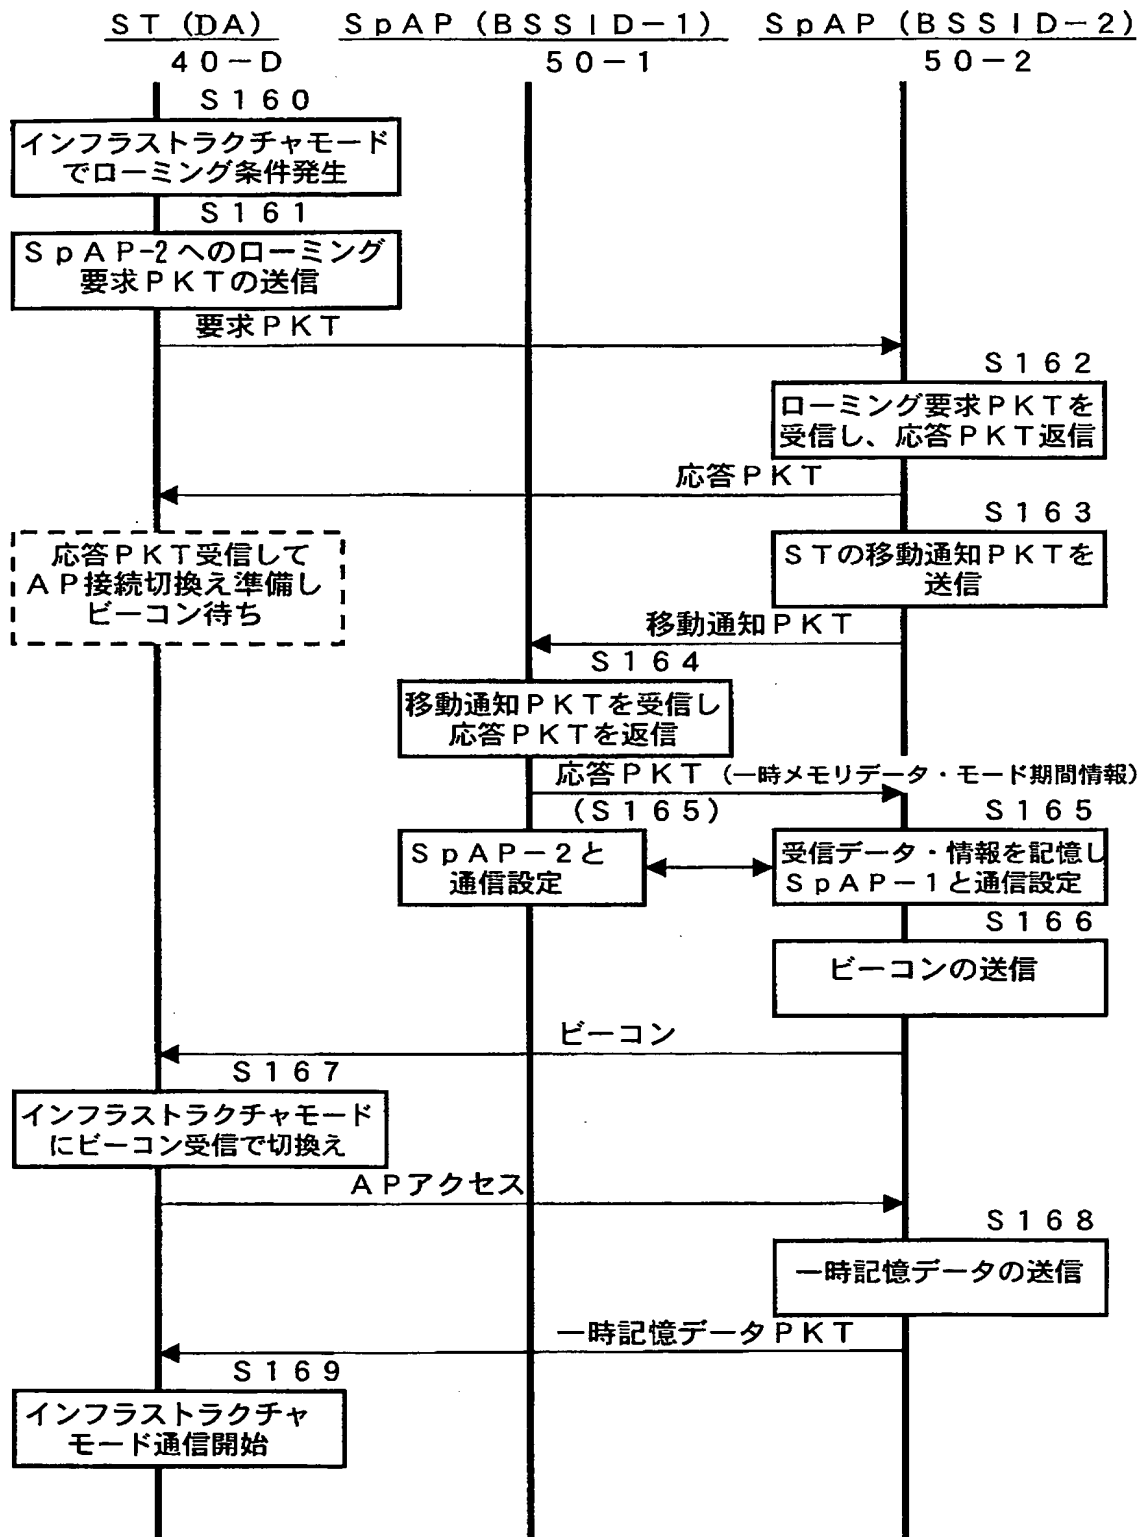 ST(DA) SpAP(BSSID-1) SpAP(BSSID-2)
40-D 50-1 50-2
S160
インフラストラクチャモード
でローミング条件発生
S161
SpAP-2へのローミング
要求PKTの送信
要求PKT
S162
ローミング要求PKTを
受信し、応答PKT返信
応答PKT
S163
STの移動通知PKTを
送信
応答PKT受信して
AP接続切換え準備し
ビーコン待ち
移動通知PKT
S164
移動通知PKTを受信し
応答PKTを返信
応答PKT(一時メモリデータ・モード期間情報)
(S165)
S165
SpAP-2と
通信設定
受信データ・情報を記憶し
SpAP-1と通信設定
S166
ビーコンの送信
ビーコン
S167
インフラストラクチャモード
にビーコン受信で切換え
APアクセス
S168
一時記憶データの送信
一時記憶データPKT
S169
インフラストラクチャ
モード通信開始